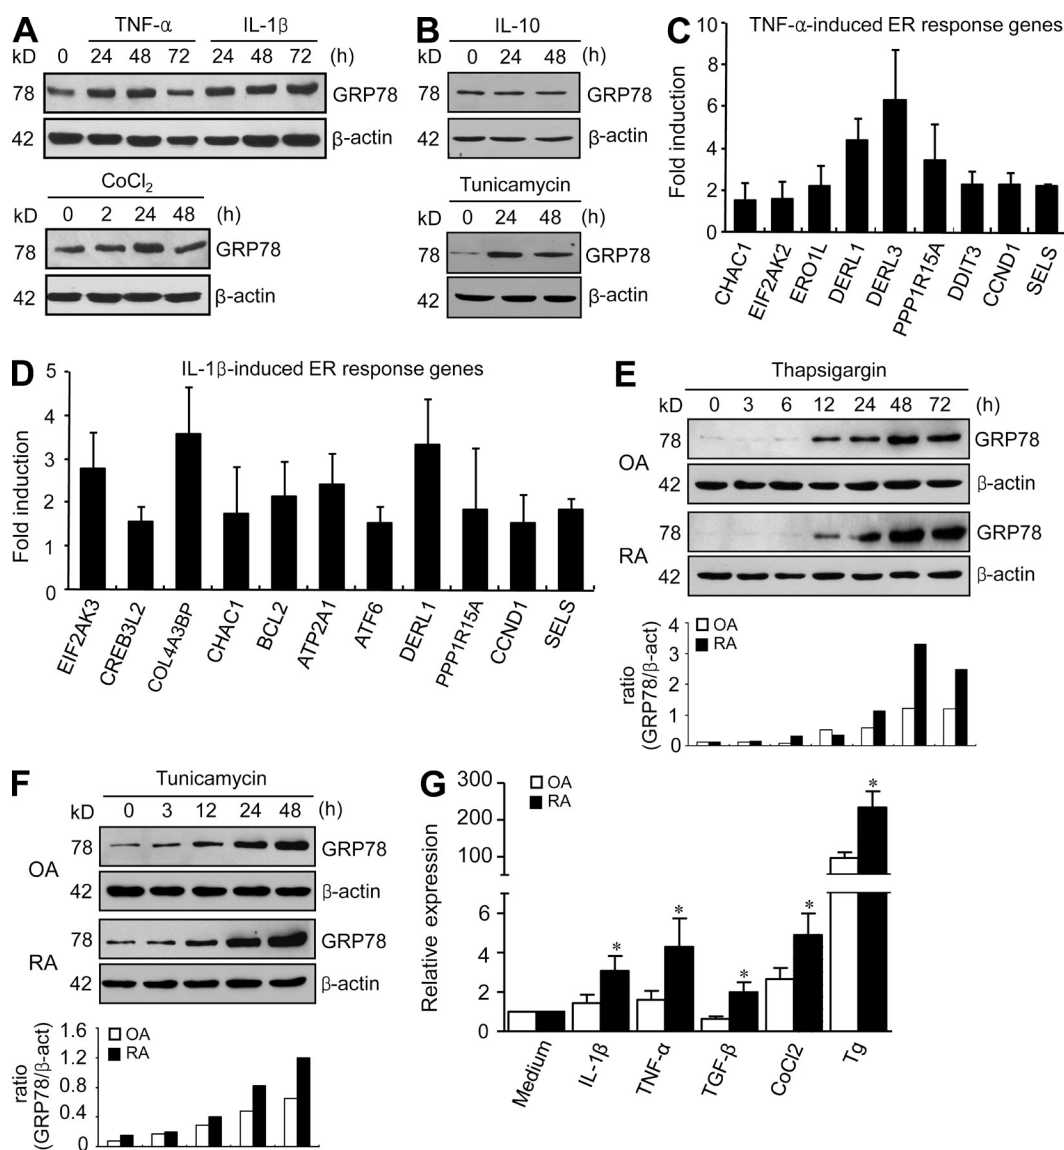 A
TNF-α IL-1β
kD 0 24 48 72 24 48 72 (h)
78 GRP78
42 β-actin
CoCl2
kD 0 2 24 48 (h)
78 GRP78
42 β-actin
B
IL-10
kD 0 24 48 (h)
78 GRP78
42 β-actin
Tunicamycin
kD 0 24 48 (h)
78 GRP78
42 β-actin
C
TNF-α-induced ER response genes
Fold induction
10
8
6
4
2
0
CHAC1 EIF2AK2 ERO1L DERL1 DERL3 PPP1R15A DDIT3 CCND1 SELS
D
IL-1β-induced ER response genes
Fold induction
5
4
3
2
1
0
EIF2AK3 CREB3L2 COL4A3BP CHAC1 BCL2 ATP2A1 ATF6 DERL1 PPP1R15A CCND1 SELS
E
Thapsigargin
kD 0 3 6 12 24 48 72 (h)
OA
78 GRP78
42 β-actin
RA
78 GRP78
42 β-actin
ratio
(GRP78/β-act)
4
3
2
1
0
OA
RA
F
Tunicamycin
kD 0 3 12 24 48 (h)
OA
78 GRP78
42 β-actin
RA
78 GRP78
42 β-actin
ratio
(GRP78/β-act)
1.6
1.2
0.8
0.4
0
OA
RA
G
Relative expression
300
200
100
6
4
2
0
OA
RA
* * * * *
Medium IL-1β TNF-α TGF-β CoCl2 Tg